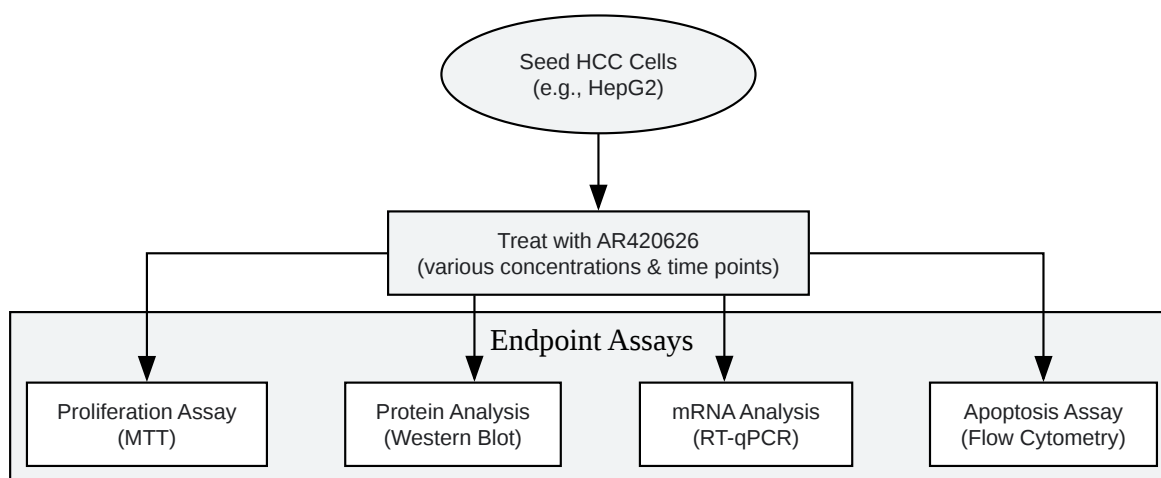 Seed HCC Cells
(e.g., HepG2)
Treat with AR420626
(various concentrations & time points)
Endpoint Assays
Proliferation Assay
(MTT)
Protein Analysis
(Western Blot)
mRNA Analysis
(RT-qPCR)
Apoptosis Assay
(Flow Cytometry)